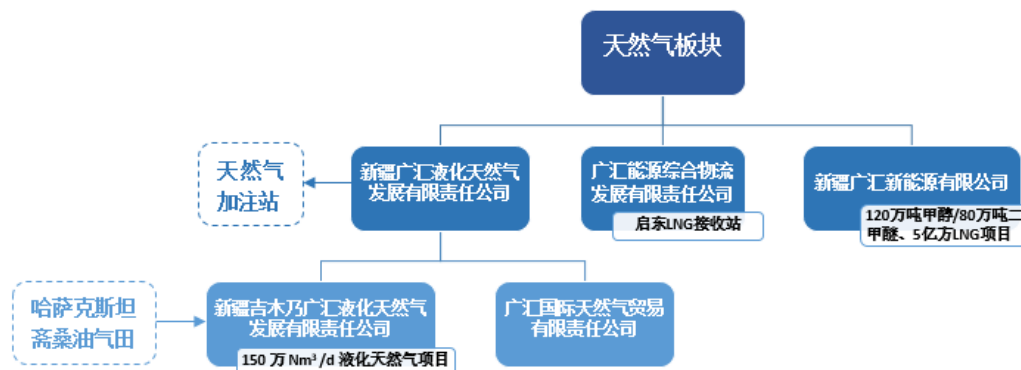 天然气板块
天然气
加注站
新疆广汇液化天然气
发展有限责任公司
广汇能源综合物流
发展有限责任公司
启东LNG接收站
新疆广汇新能源有限公司
120万吨甲醇/80万吨二
甲醚、5亿方LNG项目
哈萨克斯坦
斋桑油气田
新疆吉木乃广汇液化天然气
发展有限责任公司
150 万 Nm³ /d 液化天然气项目
广汇国际天然气贸易
有限责任公司